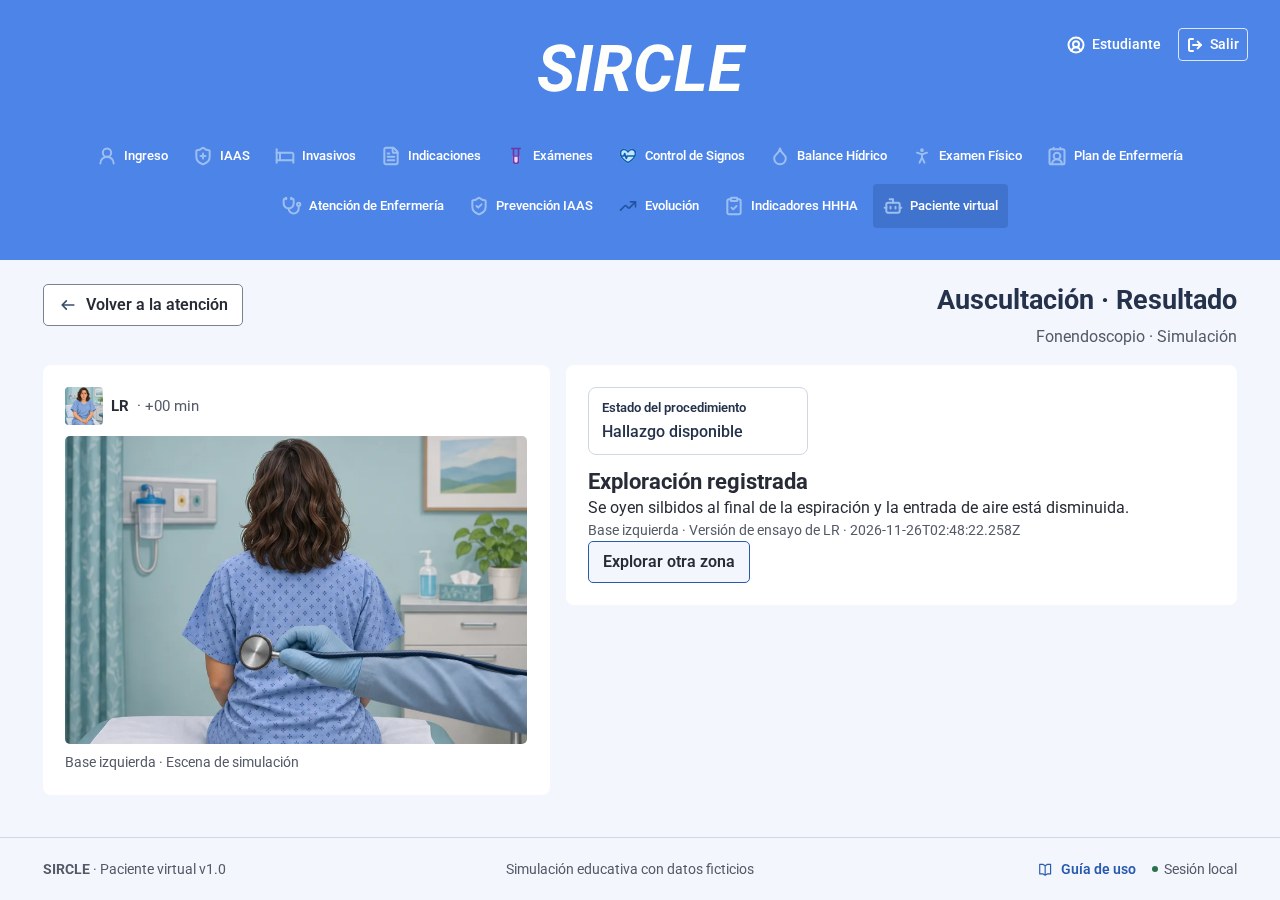 SIRCLE
Estudiante
Salir
Ingreso
IAAS
Invasivos
Indicaciones
Exámenes
Control de Signos
Balance Hídrico
Examen Físico
Plan de Enfermería
Atención de Enfermería
Prevención IAAS
Evolución
Indicadores HHHA
Paciente virtual
Volver a la atención
Auscultación · Resultado
Fonendoscopio · Simulación
LR · +00 min
Base izquierda · Escena de simulación
Estado del procedimiento
Hallazgo disponible
Exploración registrada
Se oyen silbidos al final de la espiración y la entrada de aire está disminuida.
Base izquierda · Versión de ensayo de LR · 2026-11-26T02:48:22.258Z
Explorar otra zona
SIRCLE · Paciente virtual v1.0
Simulación educativa con datos ficticios
Guía de uso
Sesión local